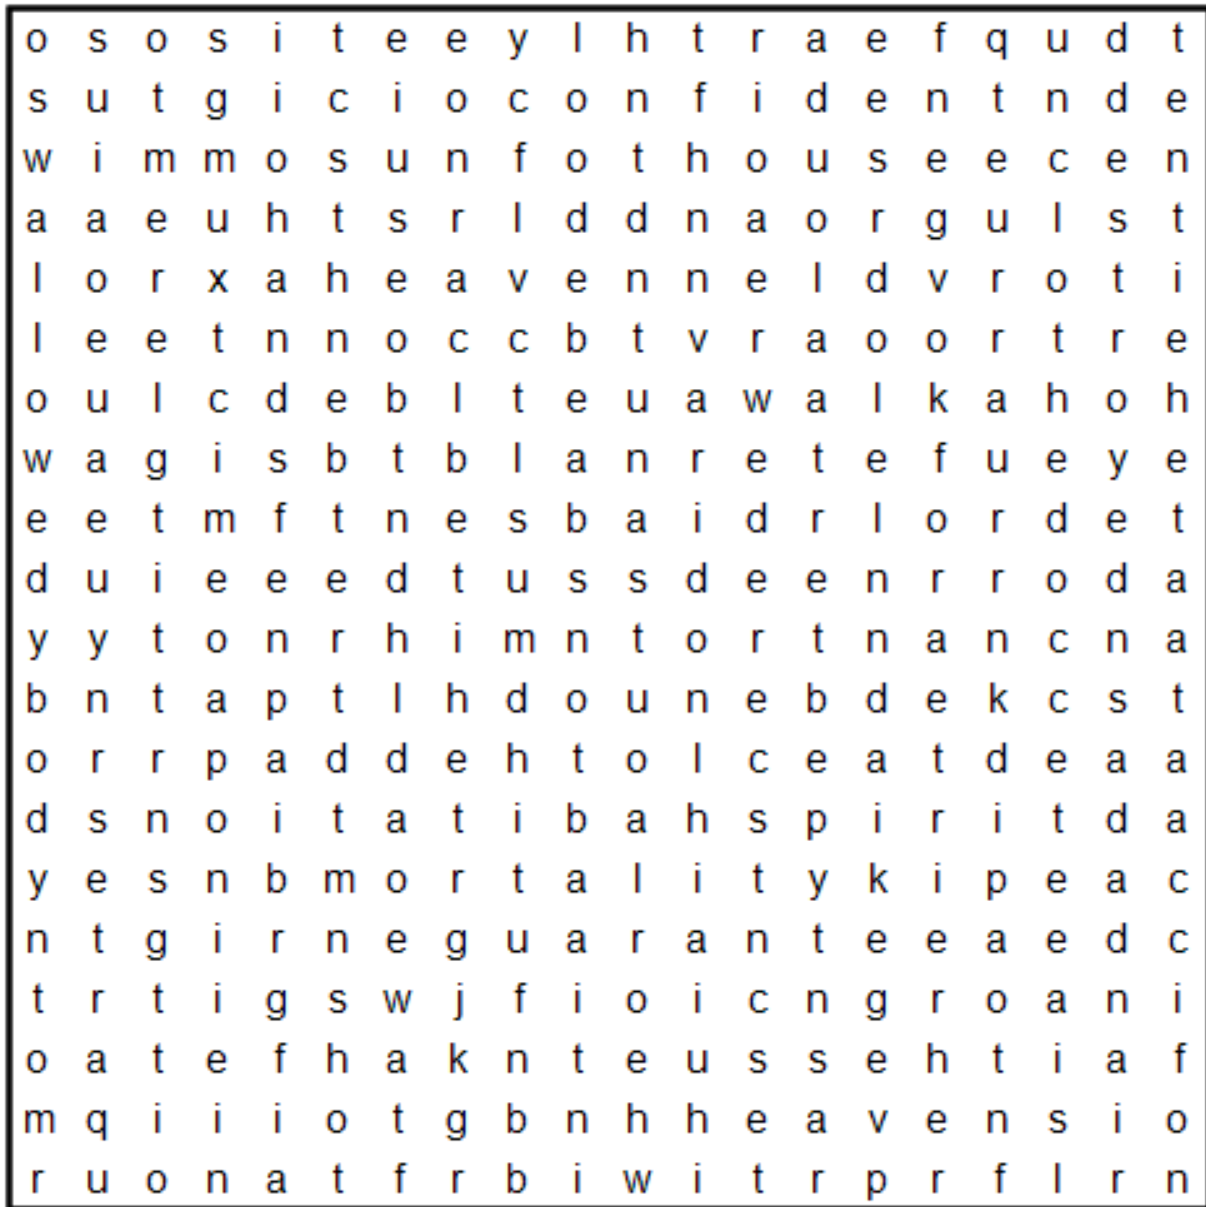 o s o s i t e e y l h t r a e f q u d t
s u t g i c i o c o n f i d e n t n d e
w i m m o s u n f o t h o u s e e c e n
a a e u h t s r l d d n a o r g u l s t
l o r x a h e a v e n n e l d v r o t i
l e e t n n o c c b t v r a o o r t r e
o u l c d e b l t e u a w a l k a h o h
w a g i s b t b l a n r e t e f u e y e
e e t m f t n e s b a i d r l o r d e t
d u i e e e d t u s s d e e n r r o d a
y y t o n r h i m n t o r t n a n c n a
b n t a p t l h d o u n e b d e k c s t
o r r p a d d e h t o l c e a t d e a a
d s n o i t a t i b a h s p i r i t d a
y e s n b m o r t a l i t y k i p e a c
n t g i r n e g u a r a n t e e a e d c
t r t i g s w j f i o i c n g r o a n i
o a t e f h a k n t e u s s e h t i a f
m q i i i o t g b n h h e a v e n s i o
r u o n a t f r b i w i t r p r f l r n